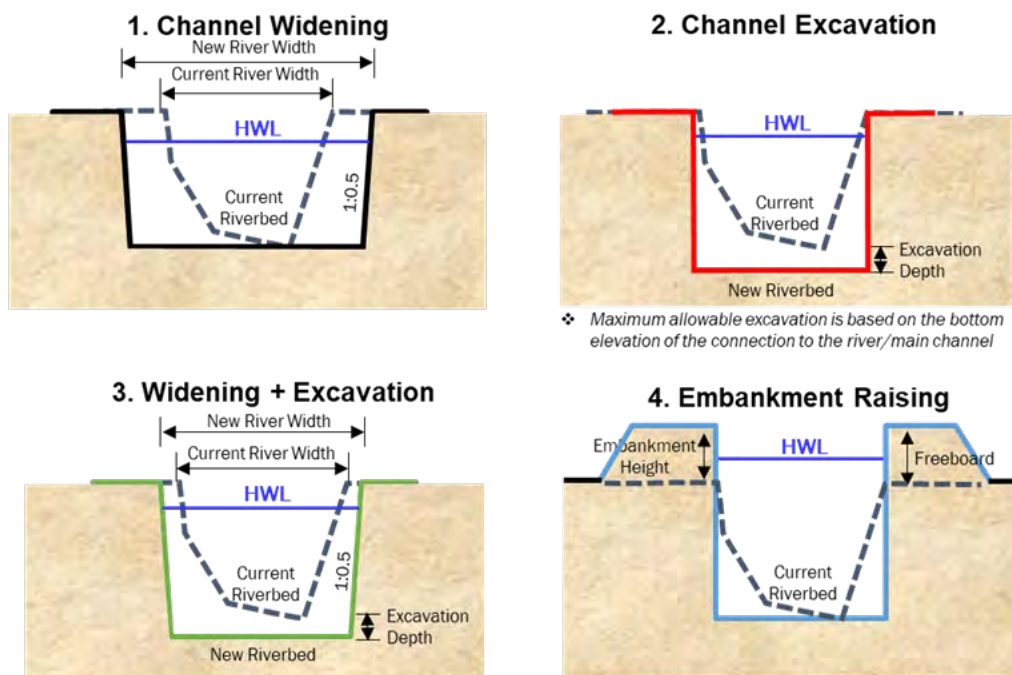 1. Channel Widening
New River Width
Current River Width
HWL
Current
Riverbed
1:0.5
2. Channel Excavation
HWL
Current
Riverbed
Excavation
Depth
New Riverbed
❖ Maximum allowable excavation is based on the bottom
elevation of the connection to the river/main channel
3. Widening + Excavation
New River Width
Current River Width
HWL
1:0.5
Current
Riverbed
Excavation
Depth
New Riverbed
4. Embankment Raising
Embankment
Height
HWL
Freeboard
Current
Riverbed